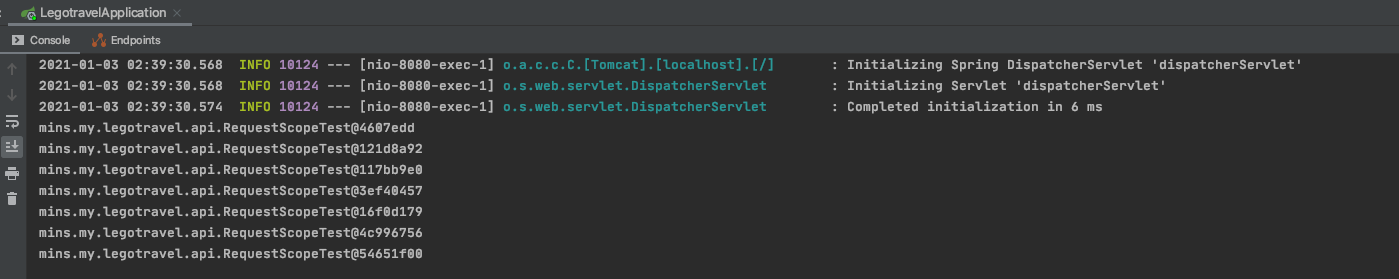 LegotravelApplication
Console Endpoints
2021-01-03 02:39:30.568  INFO 10124 --- [nio-8080-exec-1] o.a.c.c.C.[Tomcat].[localhost].[/]       : Initializing Spring DispatcherServlet 'dispatcherServlet'
2021-01-03 02:39:30.568  INFO 10124 --- [nio-8080-exec-1] o.s.web.servlet.DispatcherServlet        : Initializing Servlet 'dispatcherServlet'
2021-01-03 02:39:30.574  INFO 10124 --- [nio-8080-exec-1] o.s.web.servlet.DispatcherServlet        : Completed initialization in 6 ms
mins.my.legotravel.api.RequestScopeTest@4607edd
mins.my.legotravel.api.RequestScopeTest@121d8a92
mins.my.legotravel.api.RequestScopeTest@117bb9e0
mins.my.legotravel.api.RequestScopeTest@3ef40457
mins.my.legotravel.api.RequestScopeTest@16f0d179
mins.my.legotravel.api.RequestScopeTest@4c996756
mins.my.legotravel.api.RequestScopeTest@54651f00